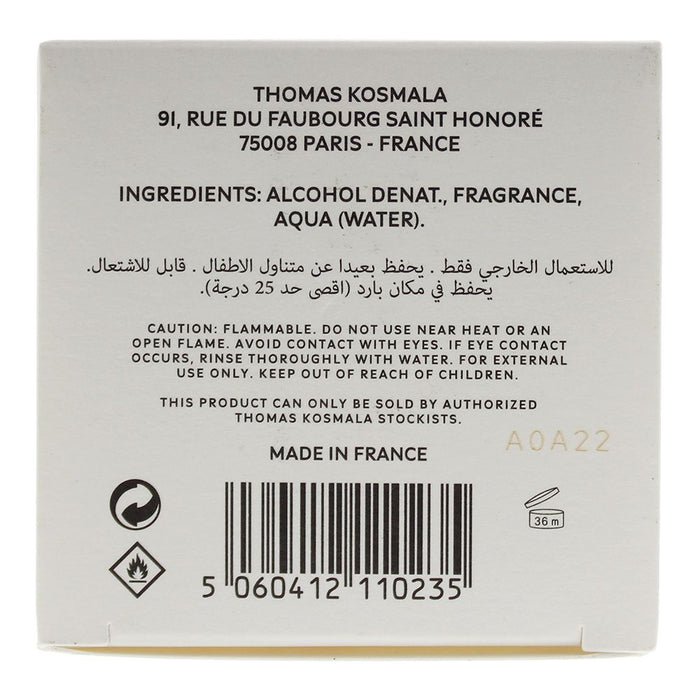 THOMAS KOSMALA
91, RUE DU FAUBOURG SAINT HONORÉ
75008 PARIS - FRANCE
INGREDIENTS: ALCOHOL DENAT., FRAGRANCE,
AQUA (WATER).
للاستعمال الخارجي فقط . يحفظ بعيدا عن متناول الاطفال . قابل للاشتعال.
يحفظ في مكان بارد (اقصى حد 25 درجة).
CAUTION: FLAMMABLE. DO NOT USE NEAR HEAT OR AN
OPEN FLAME. AVOID CONTACT WITH EYES. IF EYE CONTACT
OCCURS, RINSE THOROUGHLY WITH WATER. FOR EXTERNAL
USE ONLY. KEEP OUT OF REACH OF CHILDREN.
THIS PRODUCT CAN ONLY BE SOLD BY AUTHORIZED
THOMAS KOSMALA STOCKISTS.
A0A22
MADE IN FRANCE
36 m
5 060412 110235